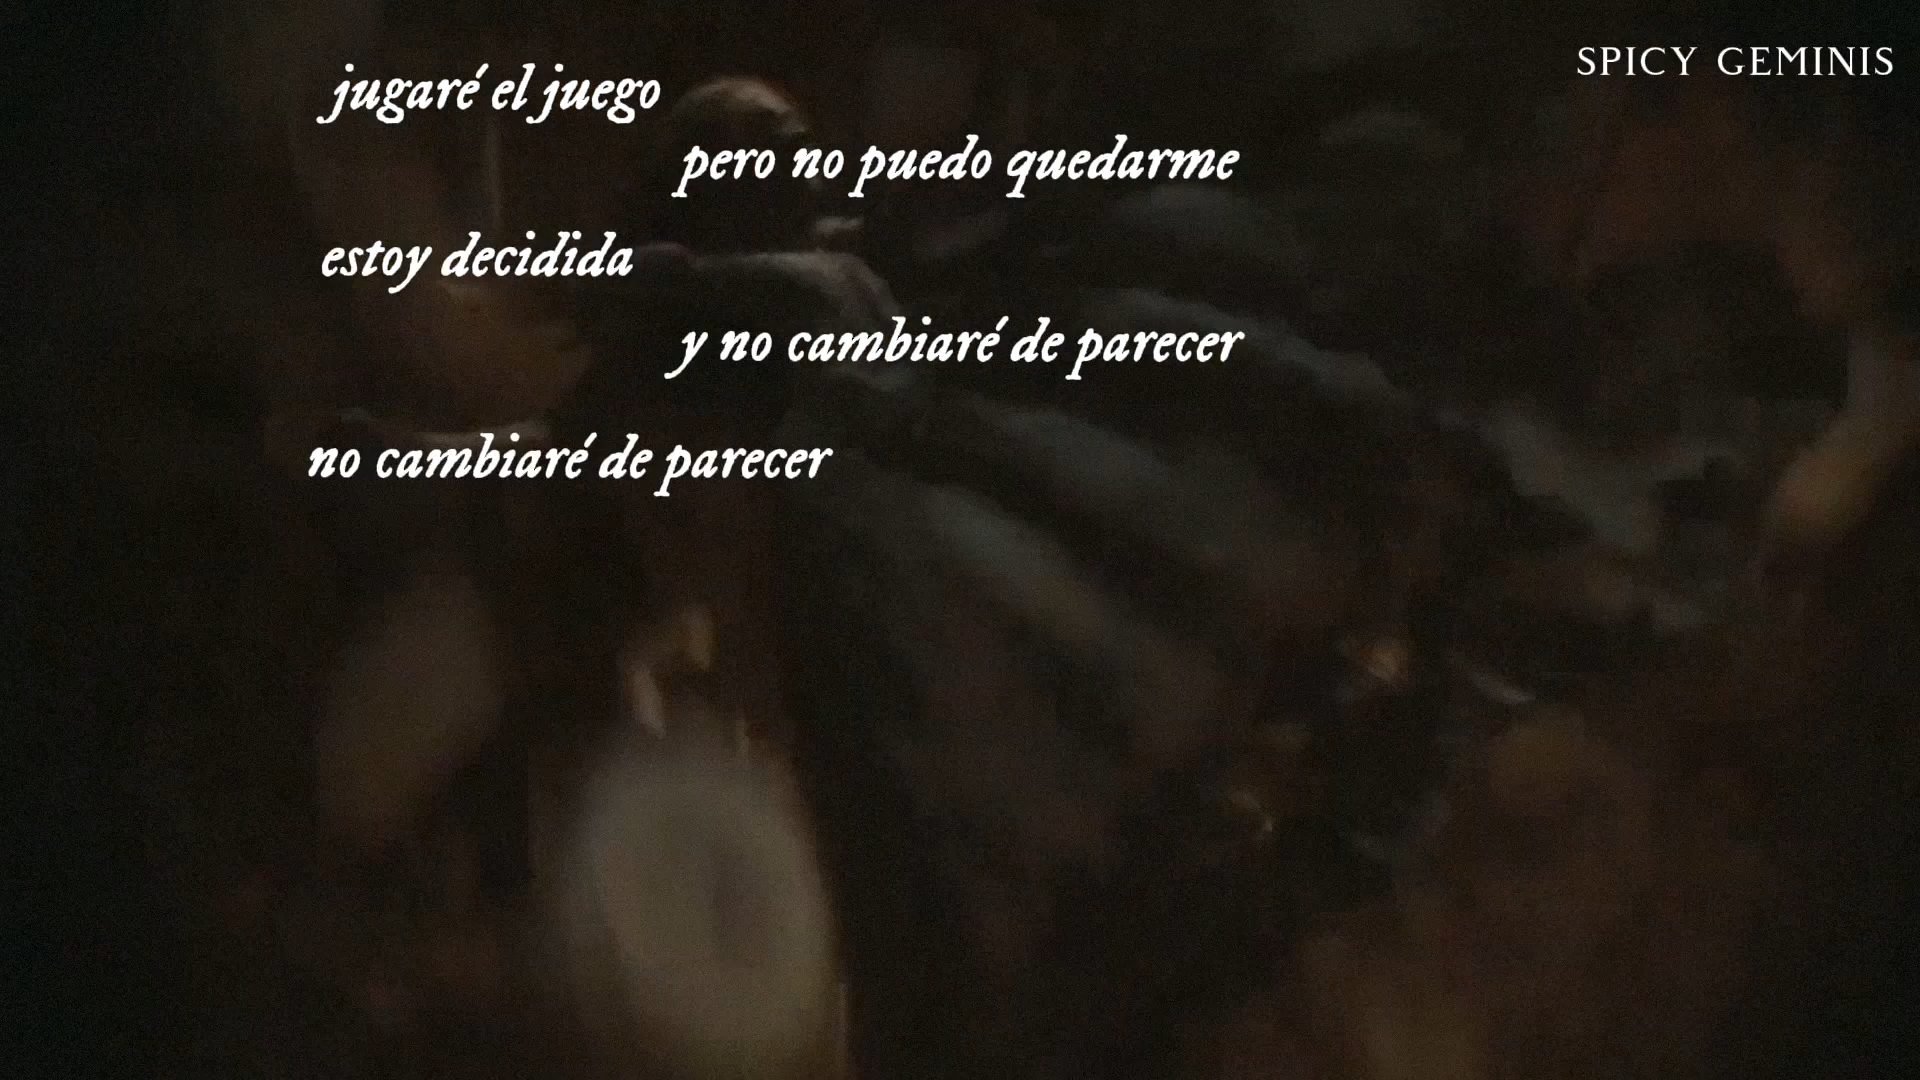 SPICY GEMINIS
jugaré el juego
pero no puedo quedarme
estoy decidida
y no cambiaré de parecer
no cambiaré de parecer